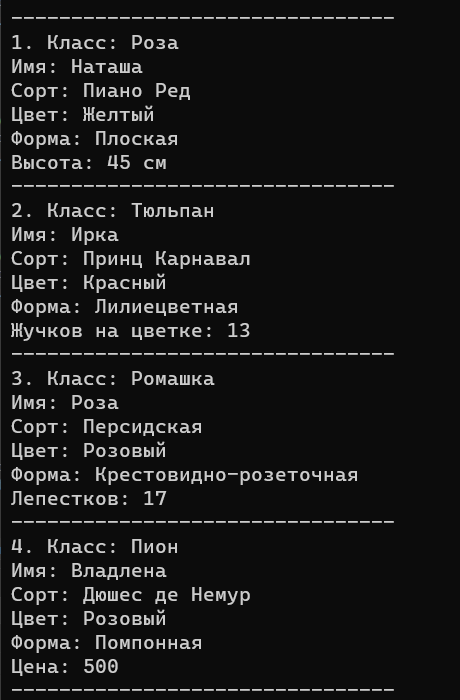 --------------------------------
1. Класс: Роза
Имя: Наташа
Сорт: Пиано Ред
Цвет: Желтый
Форма: Плоская
Высота: 45 см
--------------------------------
2. Класс: Тюльпан
Имя: Ирка
Сорт: Принц Карнавал
Цвет: Красный
Форма: Лилиецветная
Жучков на цветке: 13
--------------------------------
3. Класс: Ромашка
Имя: Роза
Сорт: Персидская
Цвет: Розовый
Форма: Крестовидно-розеточная
Лепестков: 17
--------------------------------
4. Класс: Пион
Имя: Владлена
Сорт: Дюшес де Немур
Цвет: Розовый
Форма: Помпонная
Цена: 500
--------------------------------